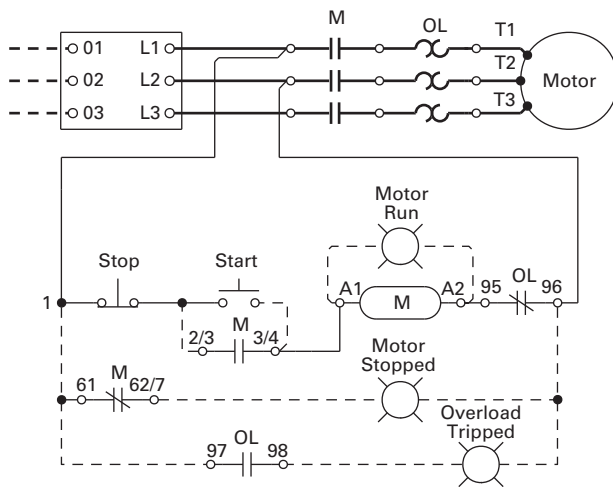 M
OL
T1
01 L1
T2
02 L2
Motor
T3
03 L3
Motor
Run
Stop
Start
OL
A1
A2
95
96
1
M
M
2/3
3/4
Motor
Stopped
M
61
62/7
Overload
Tripped
OL
97
98